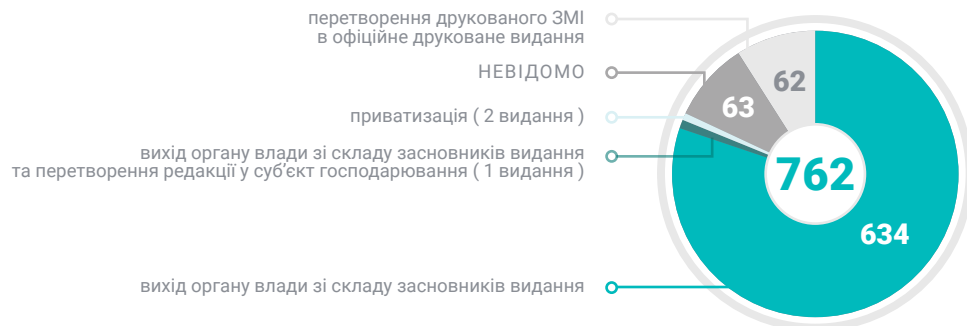 перетворення друкованого ЗМІ
в офіційне друковане видання
НЕВІДОМО
приватизація ( 2 видання )
вихід органу влади зі складу засновників видання
та перетворення редакції у суб’єкт господарювання ( 1 видання )
вихід органу влади зі складу засновників видання
62
63
762
634